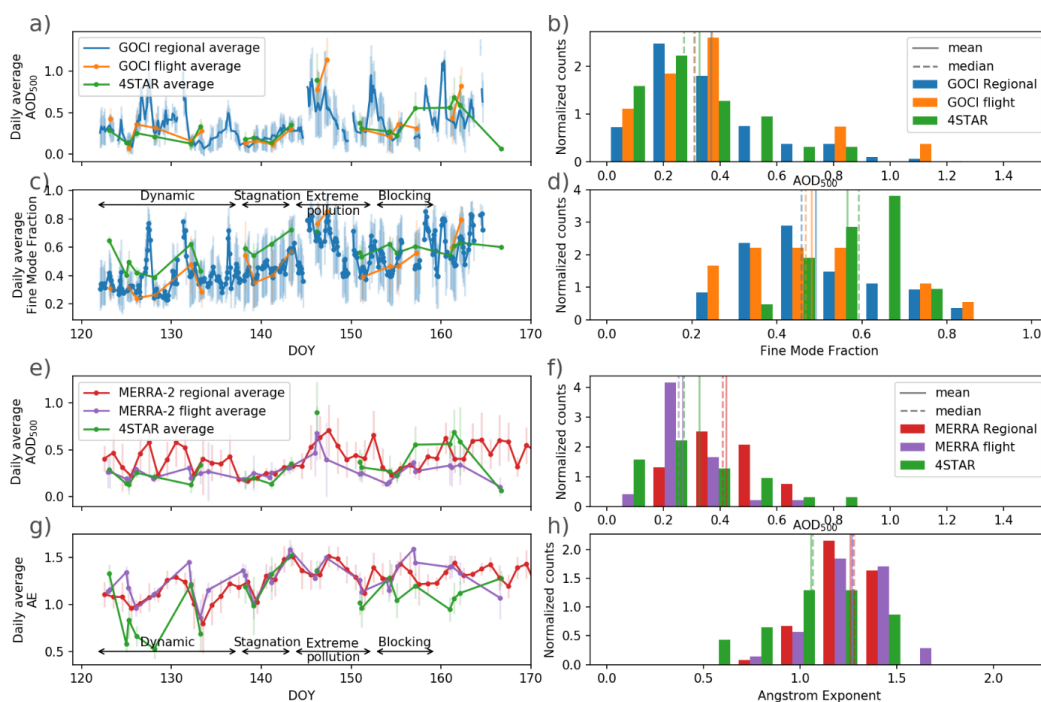 a)
Daily average
AOD500
1.0
0.5
0.0
GOCI regional average
GOCI flight average
4STAR average
b)
Normalized counts
3
2
1
0
0.0 0.2 0.4 0.6 0.8 1.0 1.2 1.4
AOD500
mean
median
GOCI Regional
GOCI flight
4STAR
c)
Daily average
Fine Mode Fraction
1.0
0.8
0.6
0.4
0.2
Dynamic Stagnation Extreme pollution Blocking
120 130 140 150 160 170
DOY
d)
Normalized counts
4
3
2
1
0
0.0 0.2 0.4 0.6 0.8 1.0
Fine Mode Fraction
e)
Daily average
AOD500
1.0
0.5
0.0
MERRA-2 regional average
MERRA-2 flight average
4STAR average
f)
Normalized counts
4
3
2
1
0
0.0 0.2 0.4 0.6 0.8 1.0 1.2 1.4
AOD500
mean
median
MERRA Regional
MERRA flight
4STAR
g)
Daily average
AE
1.5
1.0
0.5
Dynamic Stagnation Extreme pollution Blocking
120 130 140 150 160 170
DOY
h)
Normalized counts
2.0
1.5
1.0
0.5
0.0
0.0 0.5 1.0 1.5 2.0
Angstrom Exponent